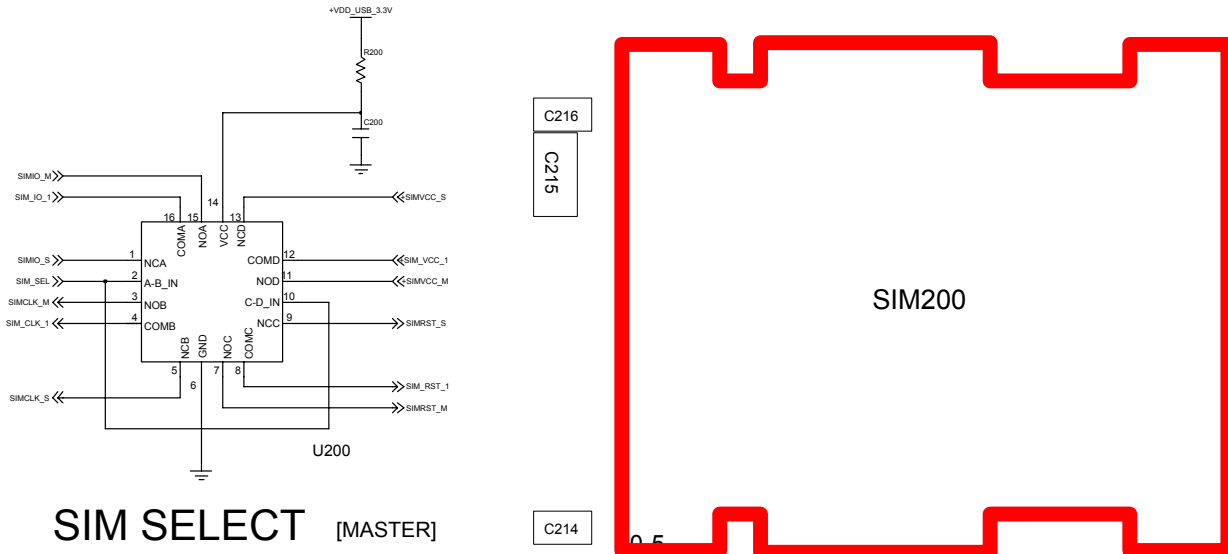 +VDD_USB_3.3V
R200
C200
SIMIO_M
SIM_IO_1
14
16 15 13
+SIMVCC_S
COMA
NOA
VCC
NCD
SIMIO_S 1 NCA
COMD 12 +SIM_VCC_1
SIM_SEL 2 A-B_IN
NOD 11 +SIMVCC_M
SIMCLK_M 3 NOB
C-D_IN 10
SIM_CLK_1 4 COMB
NCC 9 SIMRST_S
NCB
GND
NOC
COMC
5 6 7 8
SIM_RST_1
SIMCLK_S
SIMRST_M
U200
SIM SELECT [MASTER]
C216
C215
SIM200
C214